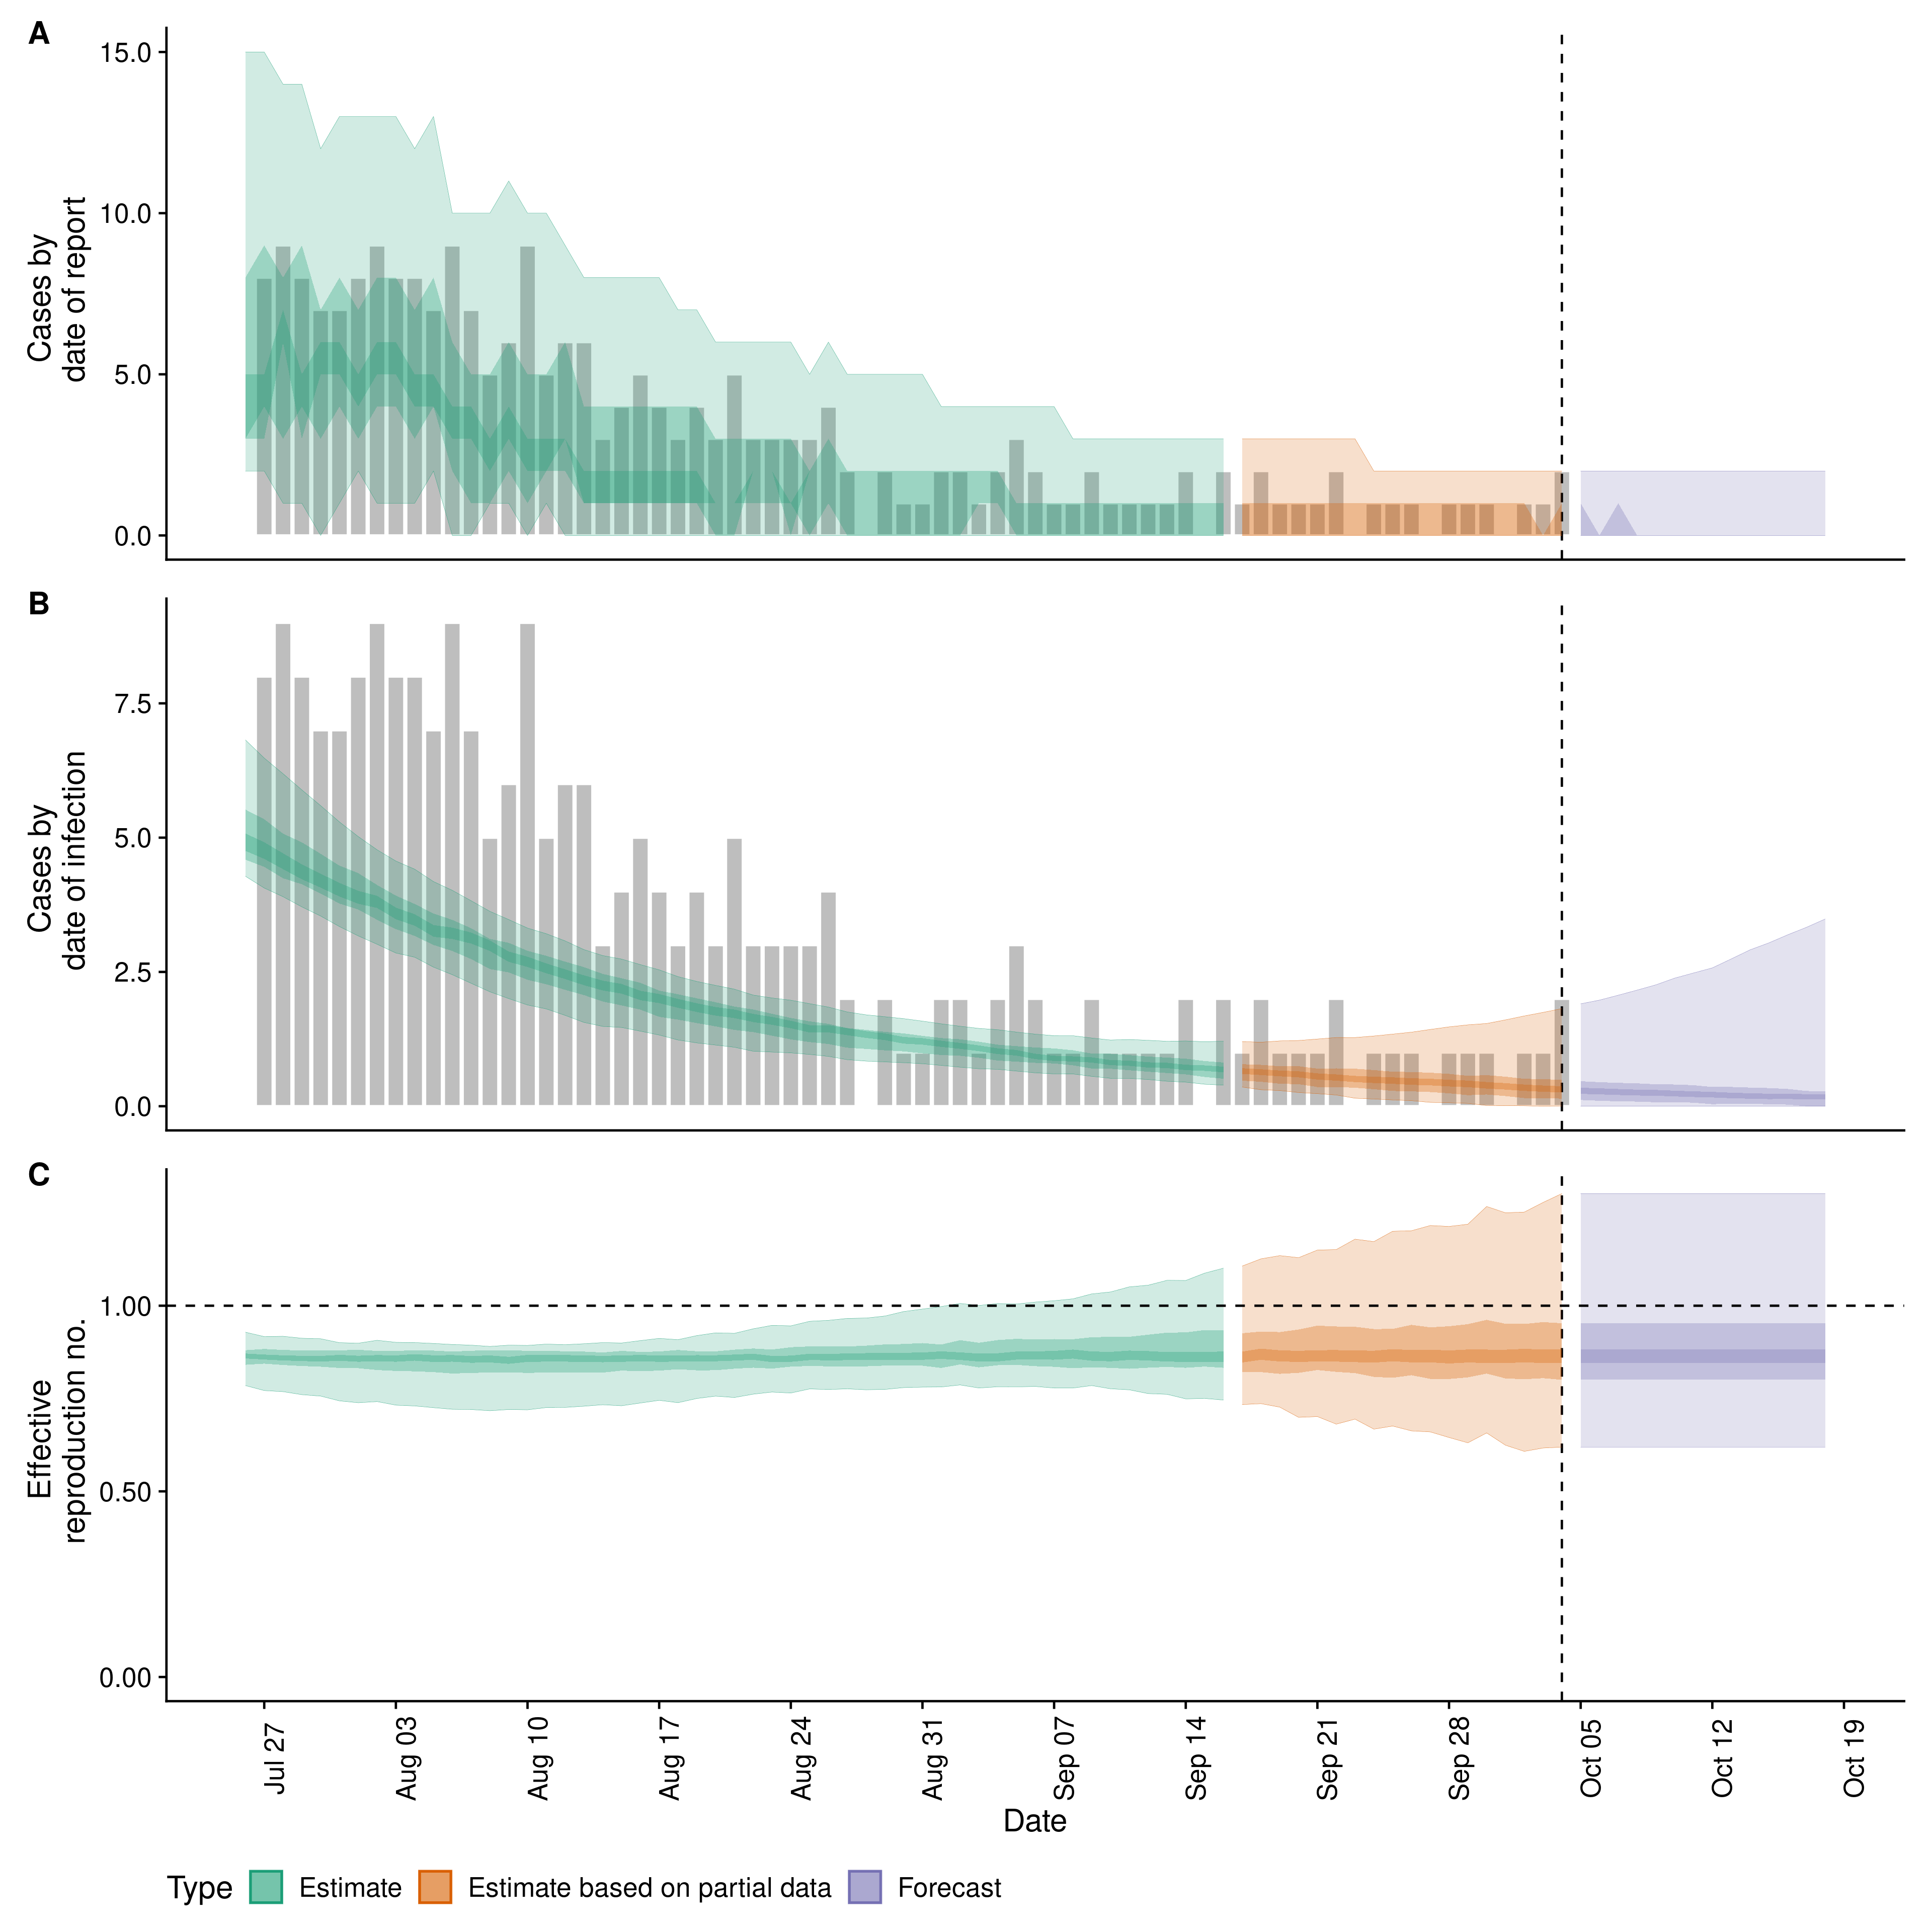 A
15.0
10.0
5.0
0.0
Cases by
date of report
B
7.5
5.0
2.5
0.0
Cases by
date of infection
C
1.00
0.50
0.00
Effective
reproduction no.
Jul 27
Aug 03
Aug 10
Aug 17
Aug 24
Aug 31
Sep 07
Sep 14
Sep 21
Sep 28
Oct 05
Oct 12
Oct 19
Date
Type Estimate Estimate based on partial data Forecast